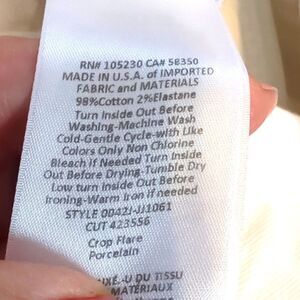 RN# 105230 CA# 58350
MADE IN U.S.A. of IMPORTED
FABRIC and MATERIALS
98%Cotton 2%Elastane
Turn Inside Out Before
Washing-Machine Wash
Cold-Gentle Cycle-with Like
Colors Only Non Chlorine
Bleach if Needed Turn Inside
Out Before Drying-Tumble Dry
Low turn Inside Out Before
Ironing-Warm Iron if needed
STYLE 0042J-JJ1061
CUT 423556
Crop Flare
Porcelain
DU TISSU
MATÉRIAUX